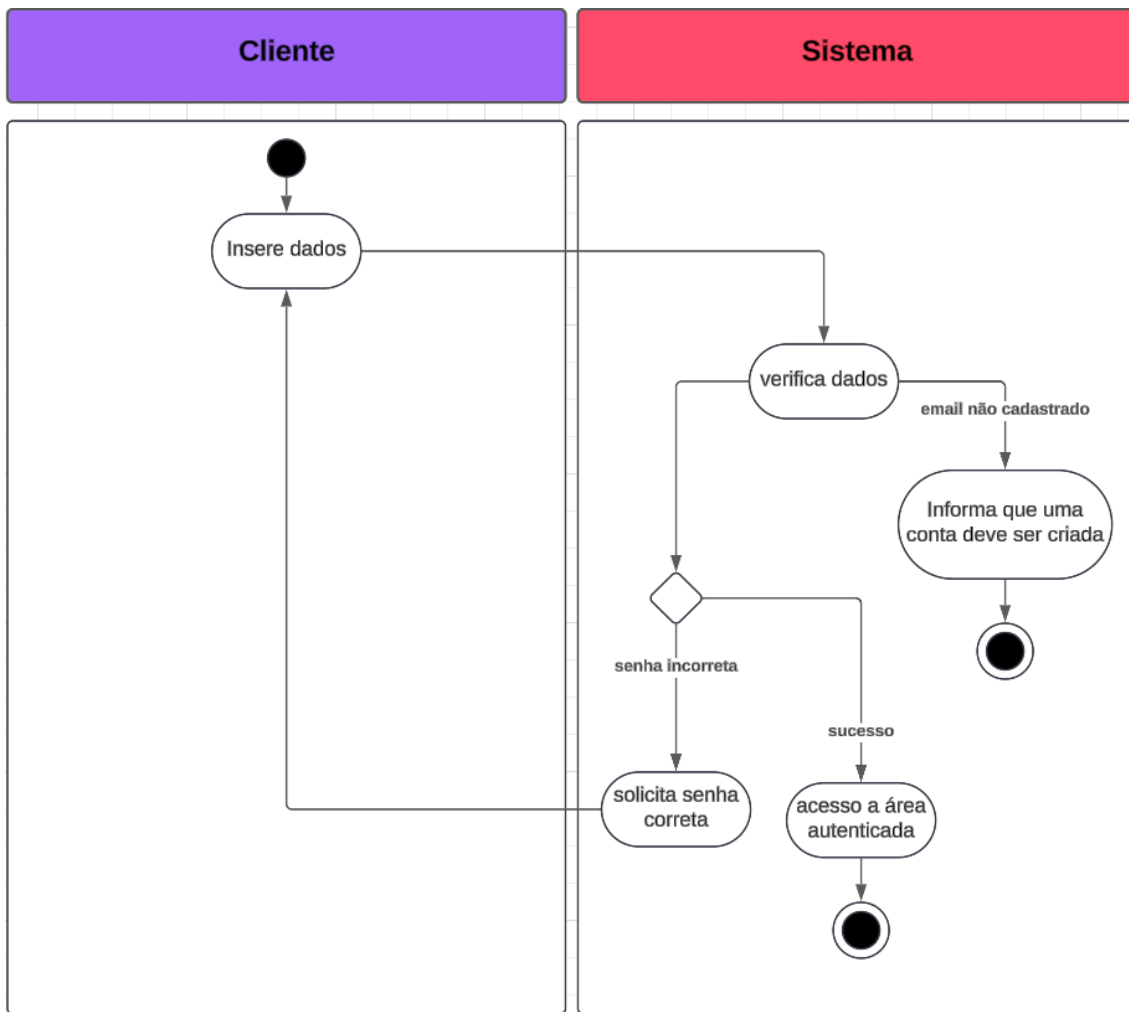 Cliente
Sistema
Insere dados
verifica dados
email não cadastrado
Informa que uma
conta deve ser criada
senha incorreta
sucesso
solicita senha
correta
acesso a área
autenticada